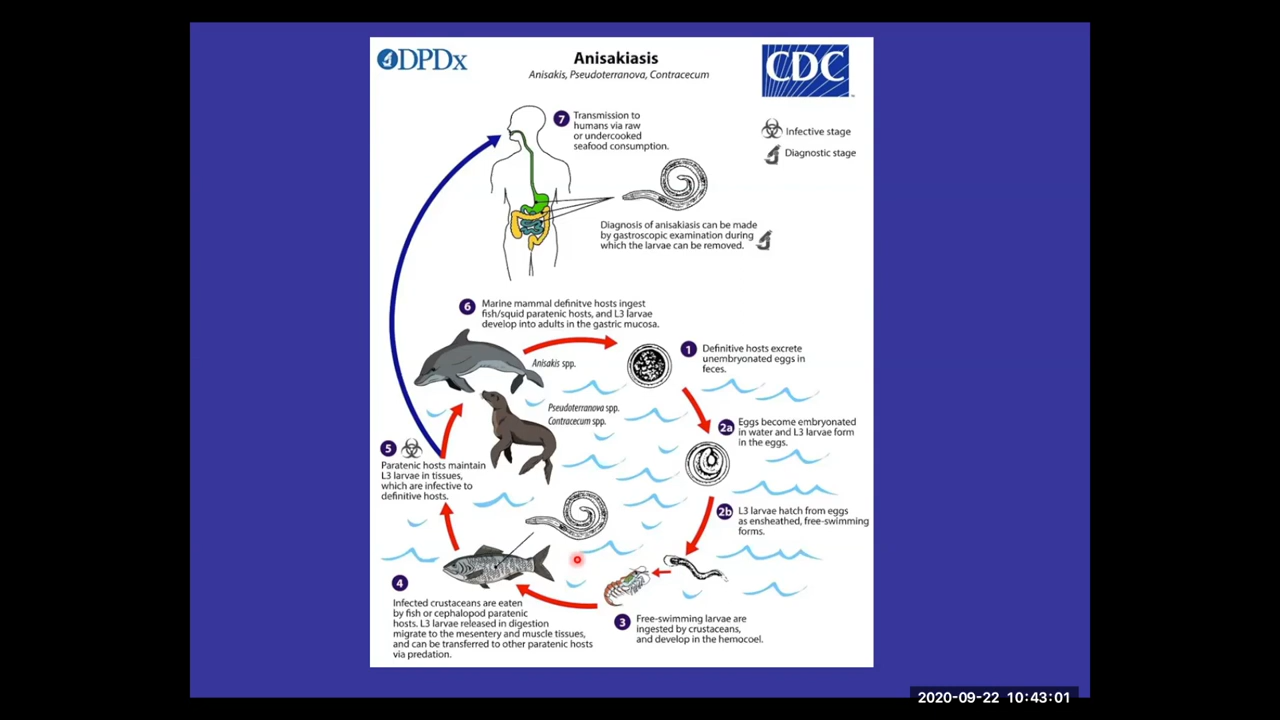 DPDx
Anisakiasis
Anisakis, Pseudoterranova, Contracecum
CDC
Infective stage
Diagnostic stage
7
Transmission to
humans via raw
or undercooked
seafood consumption.
Diagnosis of anisakiasis can be made
by gastroscopic examination during
which the larvae can be removed.
6
Marine mammal definitve hosts ingest
fish/squid paratenic hosts, and L3 larvae
develop into adults in the gastric mucosa.
Anisakis spp.
1
Definitive hosts excrete
unembryonated eggs in
feces.
Pseudoterranova spp.
Contracecum spp.
2a
Eggs become embryonated
in water and L3 larvae form
in the eggs.
5
Paratenic hosts maintain
L3 larvae in tissues,
which are infective to
definitive hosts.
2b
L3 larvae hatch from eggs
as ensheathed, free-swimming
forms.
4
Infected crustaceans are eaten
by fish or cephalopod paratenic
hosts. L3 larvae released in digestion
migrate to the mesentery and muscle tissues,
and can be transferred to other paratenic hosts
via predation.
3
Free-swimming larvae are
ingested by crustaceans,
and develop in the hemocoel.
2020-09-22 10:43:01